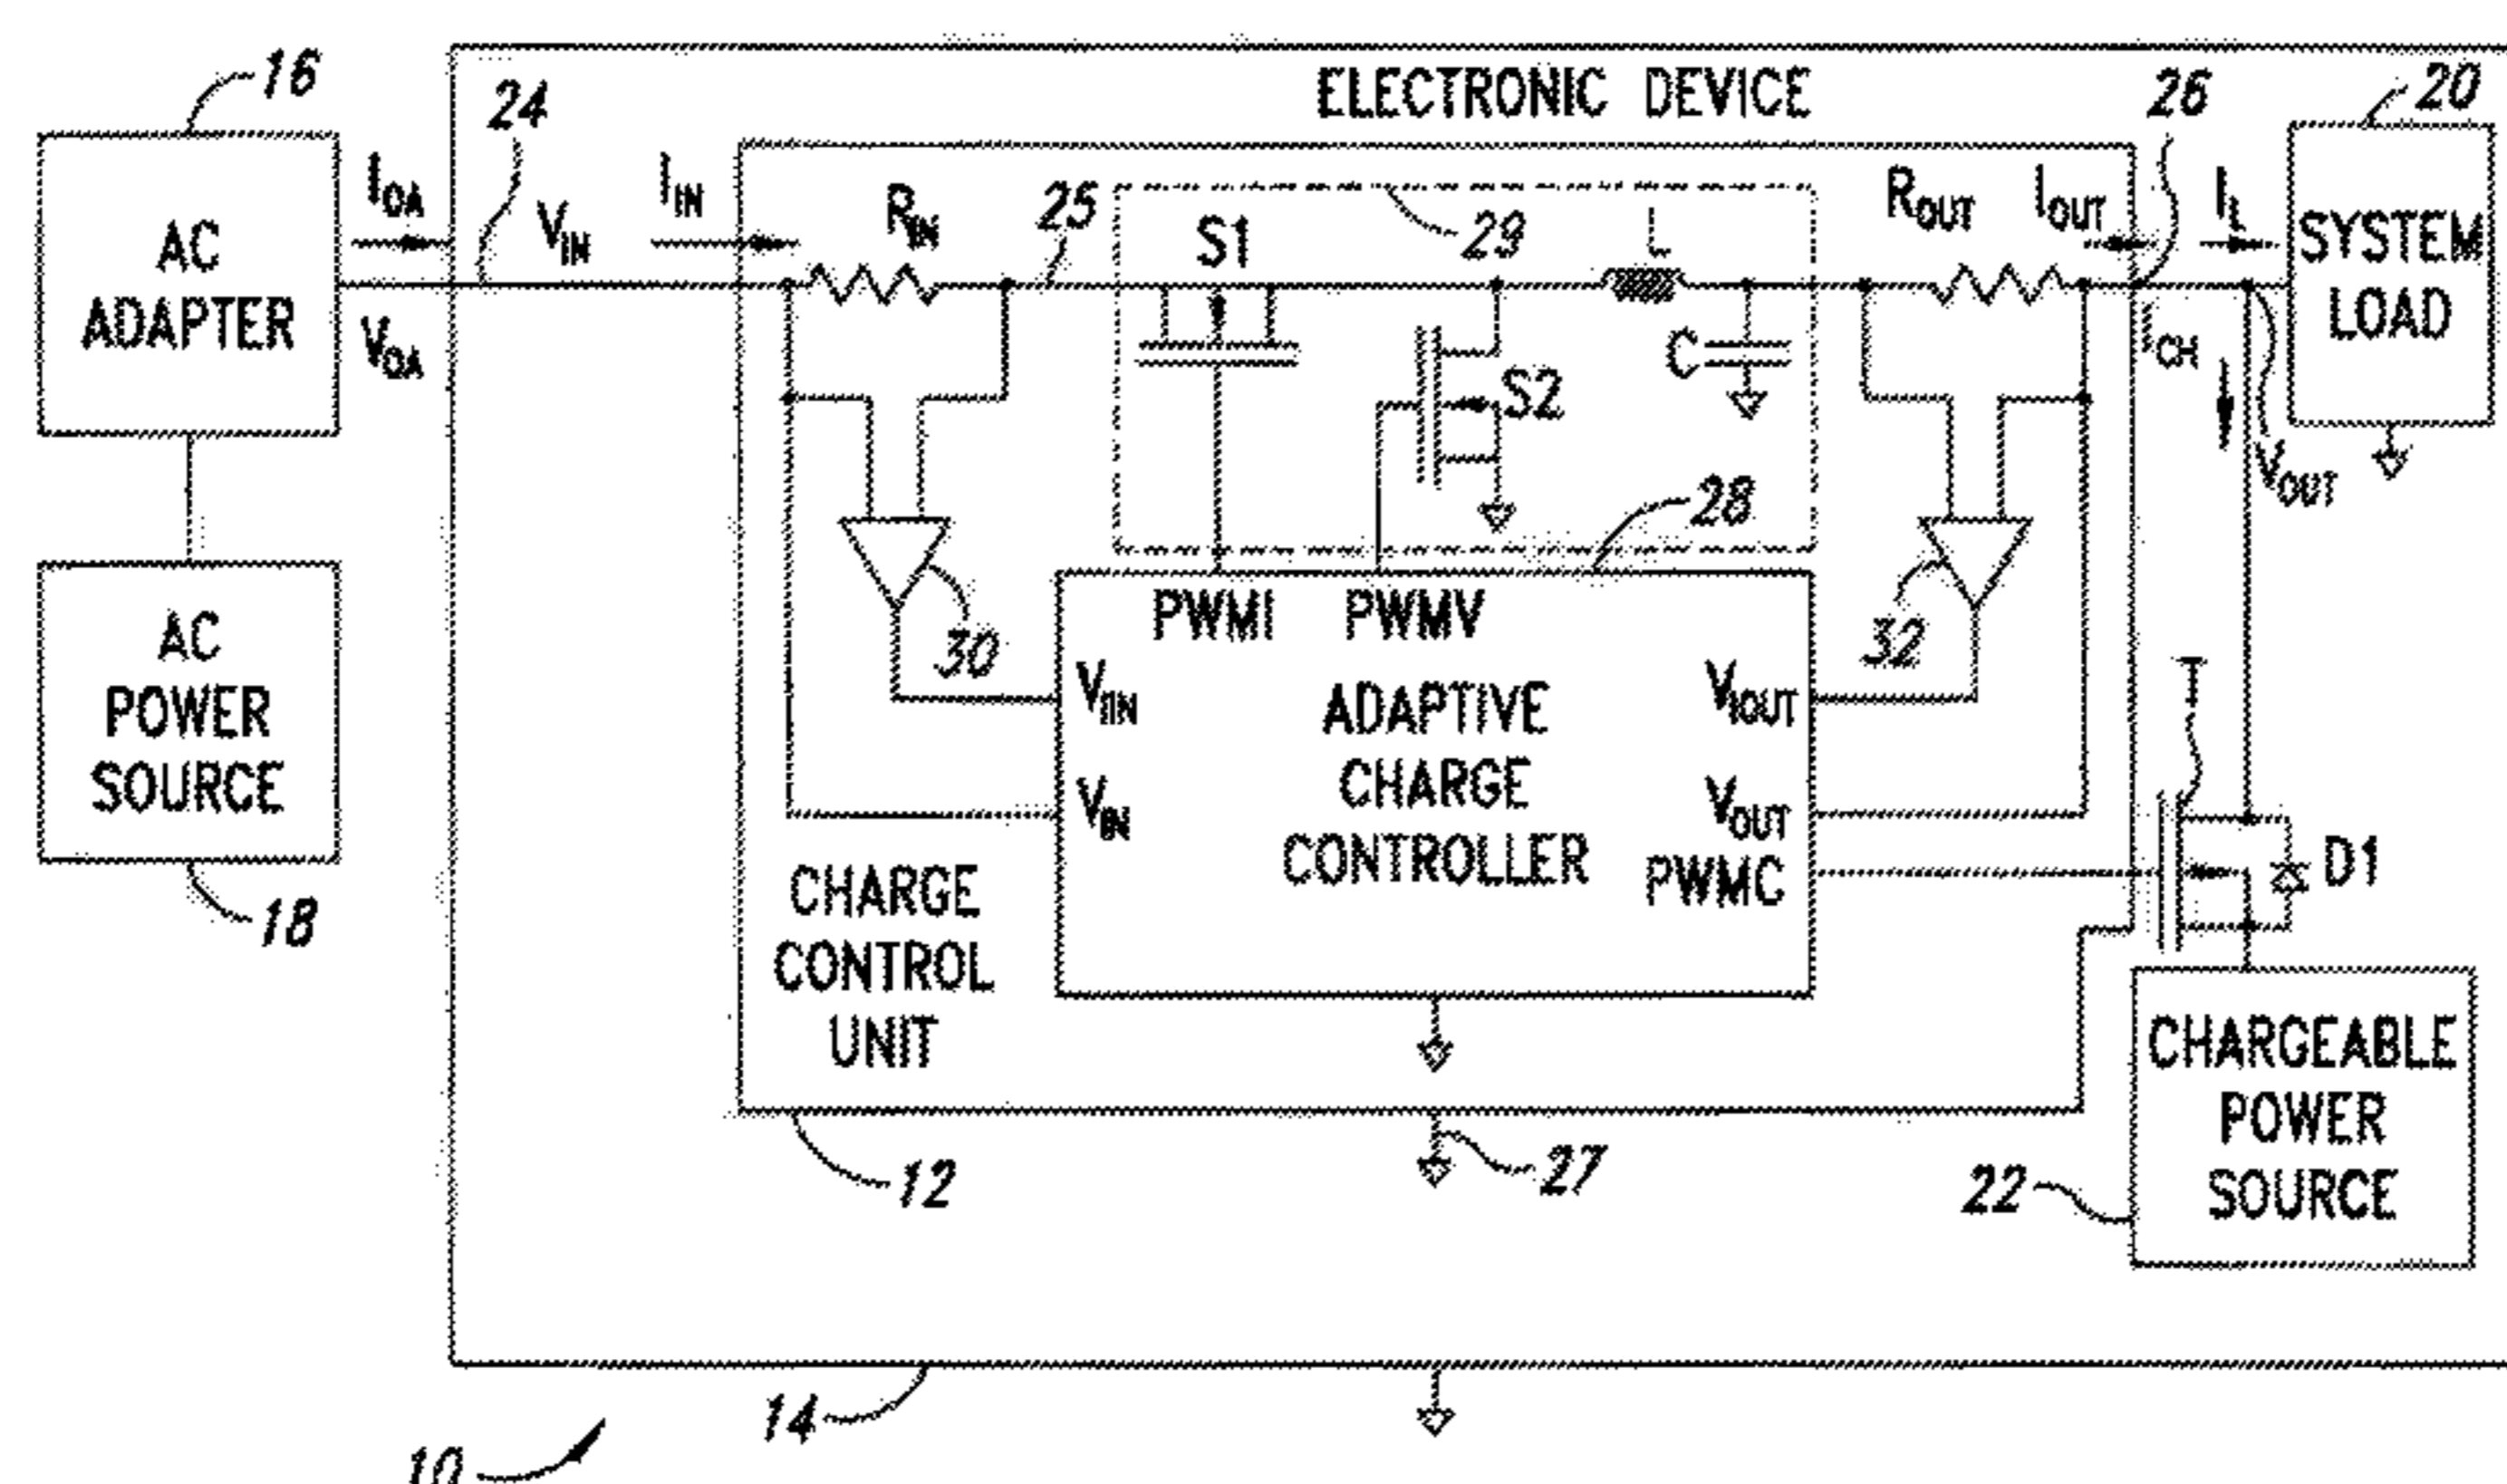 ELECTRONIC DEVICE
16
24
26
20
AC
ADAPTER
I_OA
V_OA
V_IN
I_IN
R_IN
25
S1
29
L
R_OUT
I_OUT
I_L
SYSTEM
LOAD
C
S2
I_CH
V_OUT
28
30
32
AC
POWER
SOURCE
18
PWMI
PWMV
V_IIN
V_IN
ADAPTIVE
CHARGE
CONTROLLER
V_IOUT
V_OUT
PWMC
T
D1
CHARGE
CONTROL
UNIT
CHARGEABLE
POWER
SOURCE
12
27
22
14
10